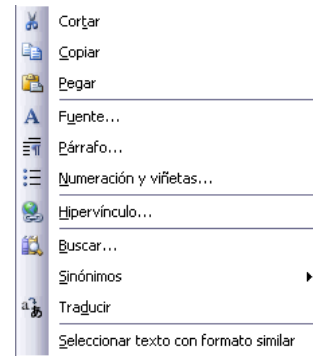 Cortar
Copiar
Pegar
Fuente...
Párrafo...
Numeración y viñetas...
Hipervínculo...
Buscar...
Sinónimos
Traducir
Seleccionar texto con formato similar